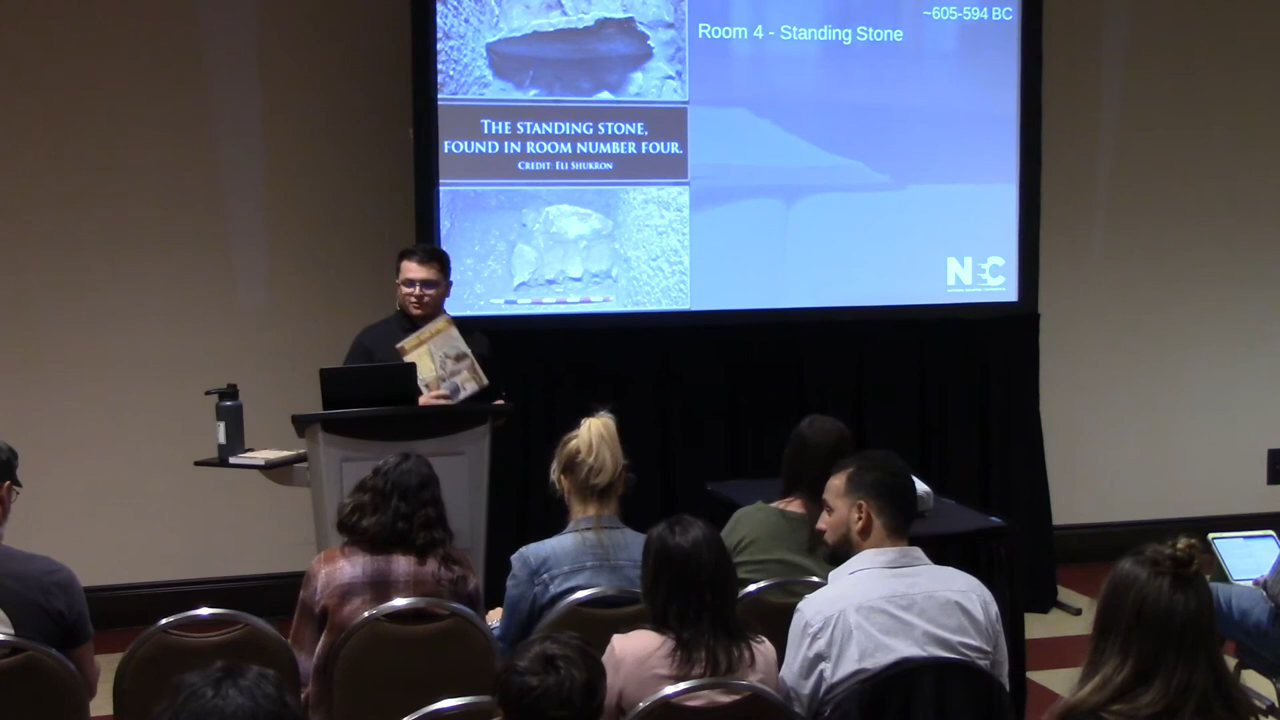 ~605-594 BC
Room 4 - Standing Stone
THE STANDING STONE,
FOUND IN ROOM NUMBER FOUR.
CREDIT: ELI SHUKRON
NEC